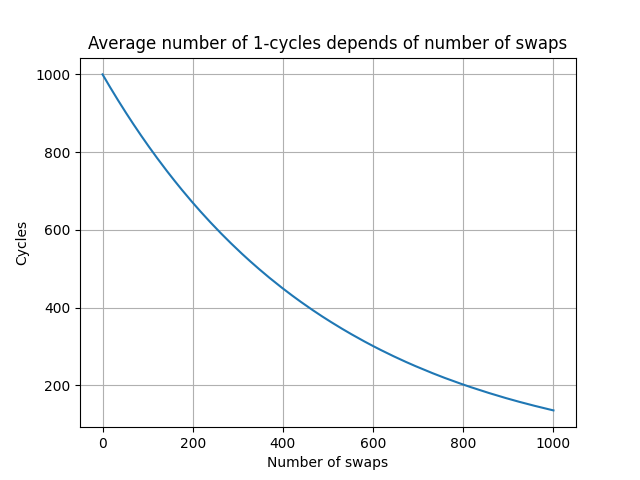 Average number of 1-cycles depends of number of swaps
1000
800
600
400
200
Cycles
0 200 400 600 800 1000
Number of swaps